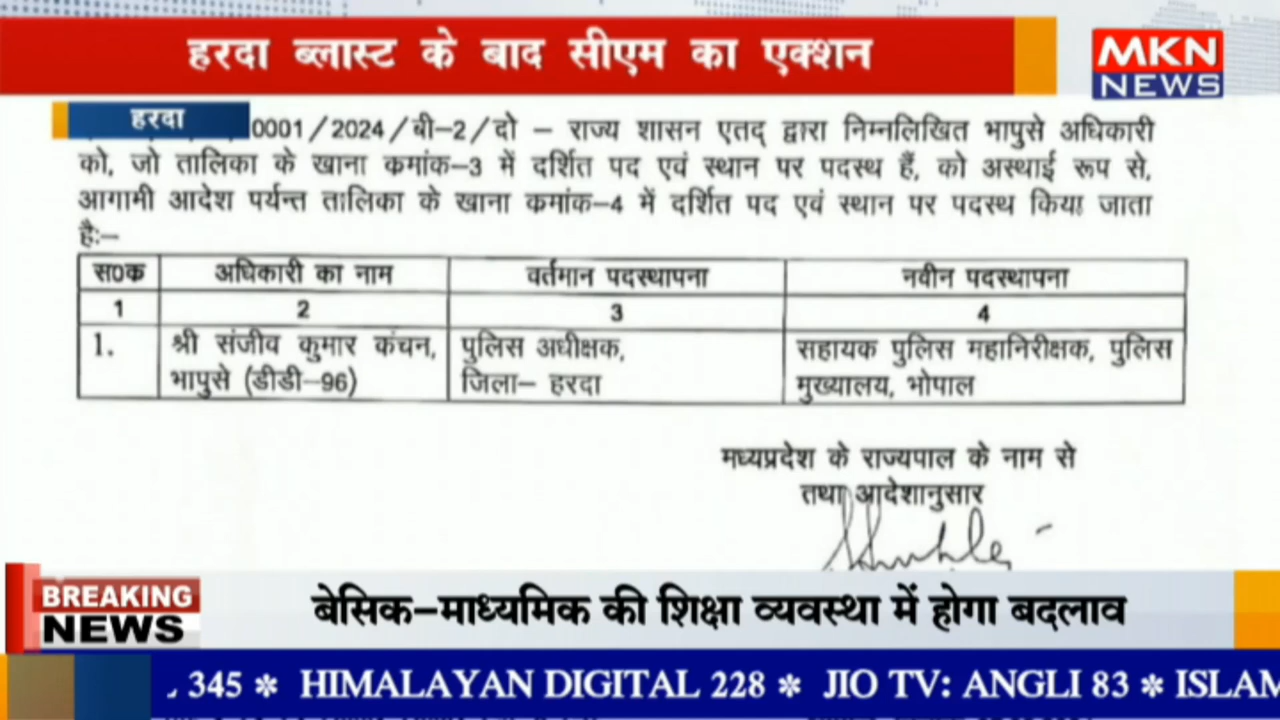 हरदा ब्लास्ट के बाद सीएम का एक्शन
MKN
NEWS
हरदा
0001/2024/बी-2/दो - राज्य शासन एतद् द्वारा निम्नलिखित भापुसे अधिकारी
को, जो तालिका के खाना कमांक-3 में दर्शित पद एवं स्थान पर पदस्थ हैं, को अस्थाई रूप से,
आगामी आदेश पर्यन्त तालिका के खाना कमांक-4 में दर्शित पद एवं स्थान पर पदस्थ किया जाता
है:-
स0क अधिकारी का नाम वर्तमान पदस्थापना नवीन पदस्थापना
1 2 3 4
1. श्री संजीव कुमार कंचन, पुलिस अधीक्षक, सहायक पुलिस महानिरीक्षक, पुलिस
भापुसे (डीडी-96) जिला- हरदा मुख्यालय, भोपाल
मध्यप्रदेश के राज्यपाल के नाम से
तथा आदेशानुसार
BREAKING
NEWS
बेसिक-माध्यमिक की शिक्षा व्यवस्था में होगा बदलाव
345 * HIMALAYAN DIGITAL 228 * JIO TV: ANGLI 83 * ISLAM